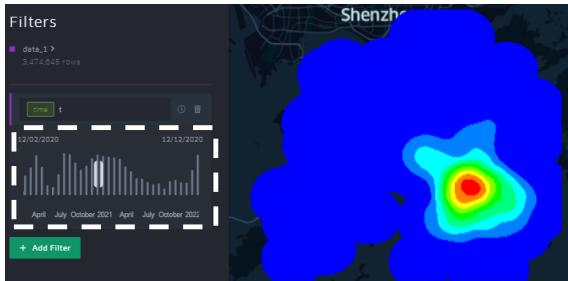 Filters
Shenzhe
data_1 >
3,474,645 rows
time t
12/02/2020 12/12/2020
April July October 2021 April July October 2022
+ Add Filter